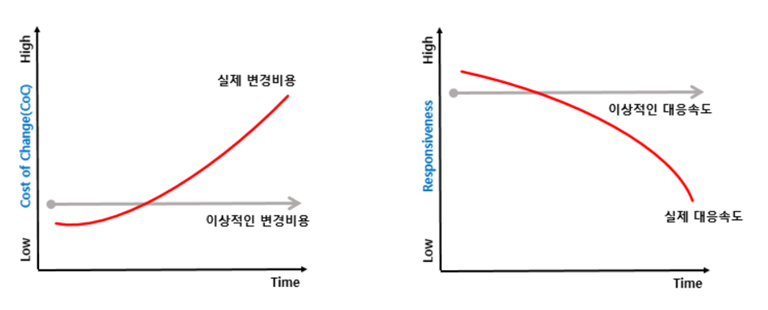 High
Cost of Change(CoC)
Low
실제 변경비용
이상적인 변경비용
Time
High
Responsiveness
Low
이상적인 대응속도
실제 대응속도
Time